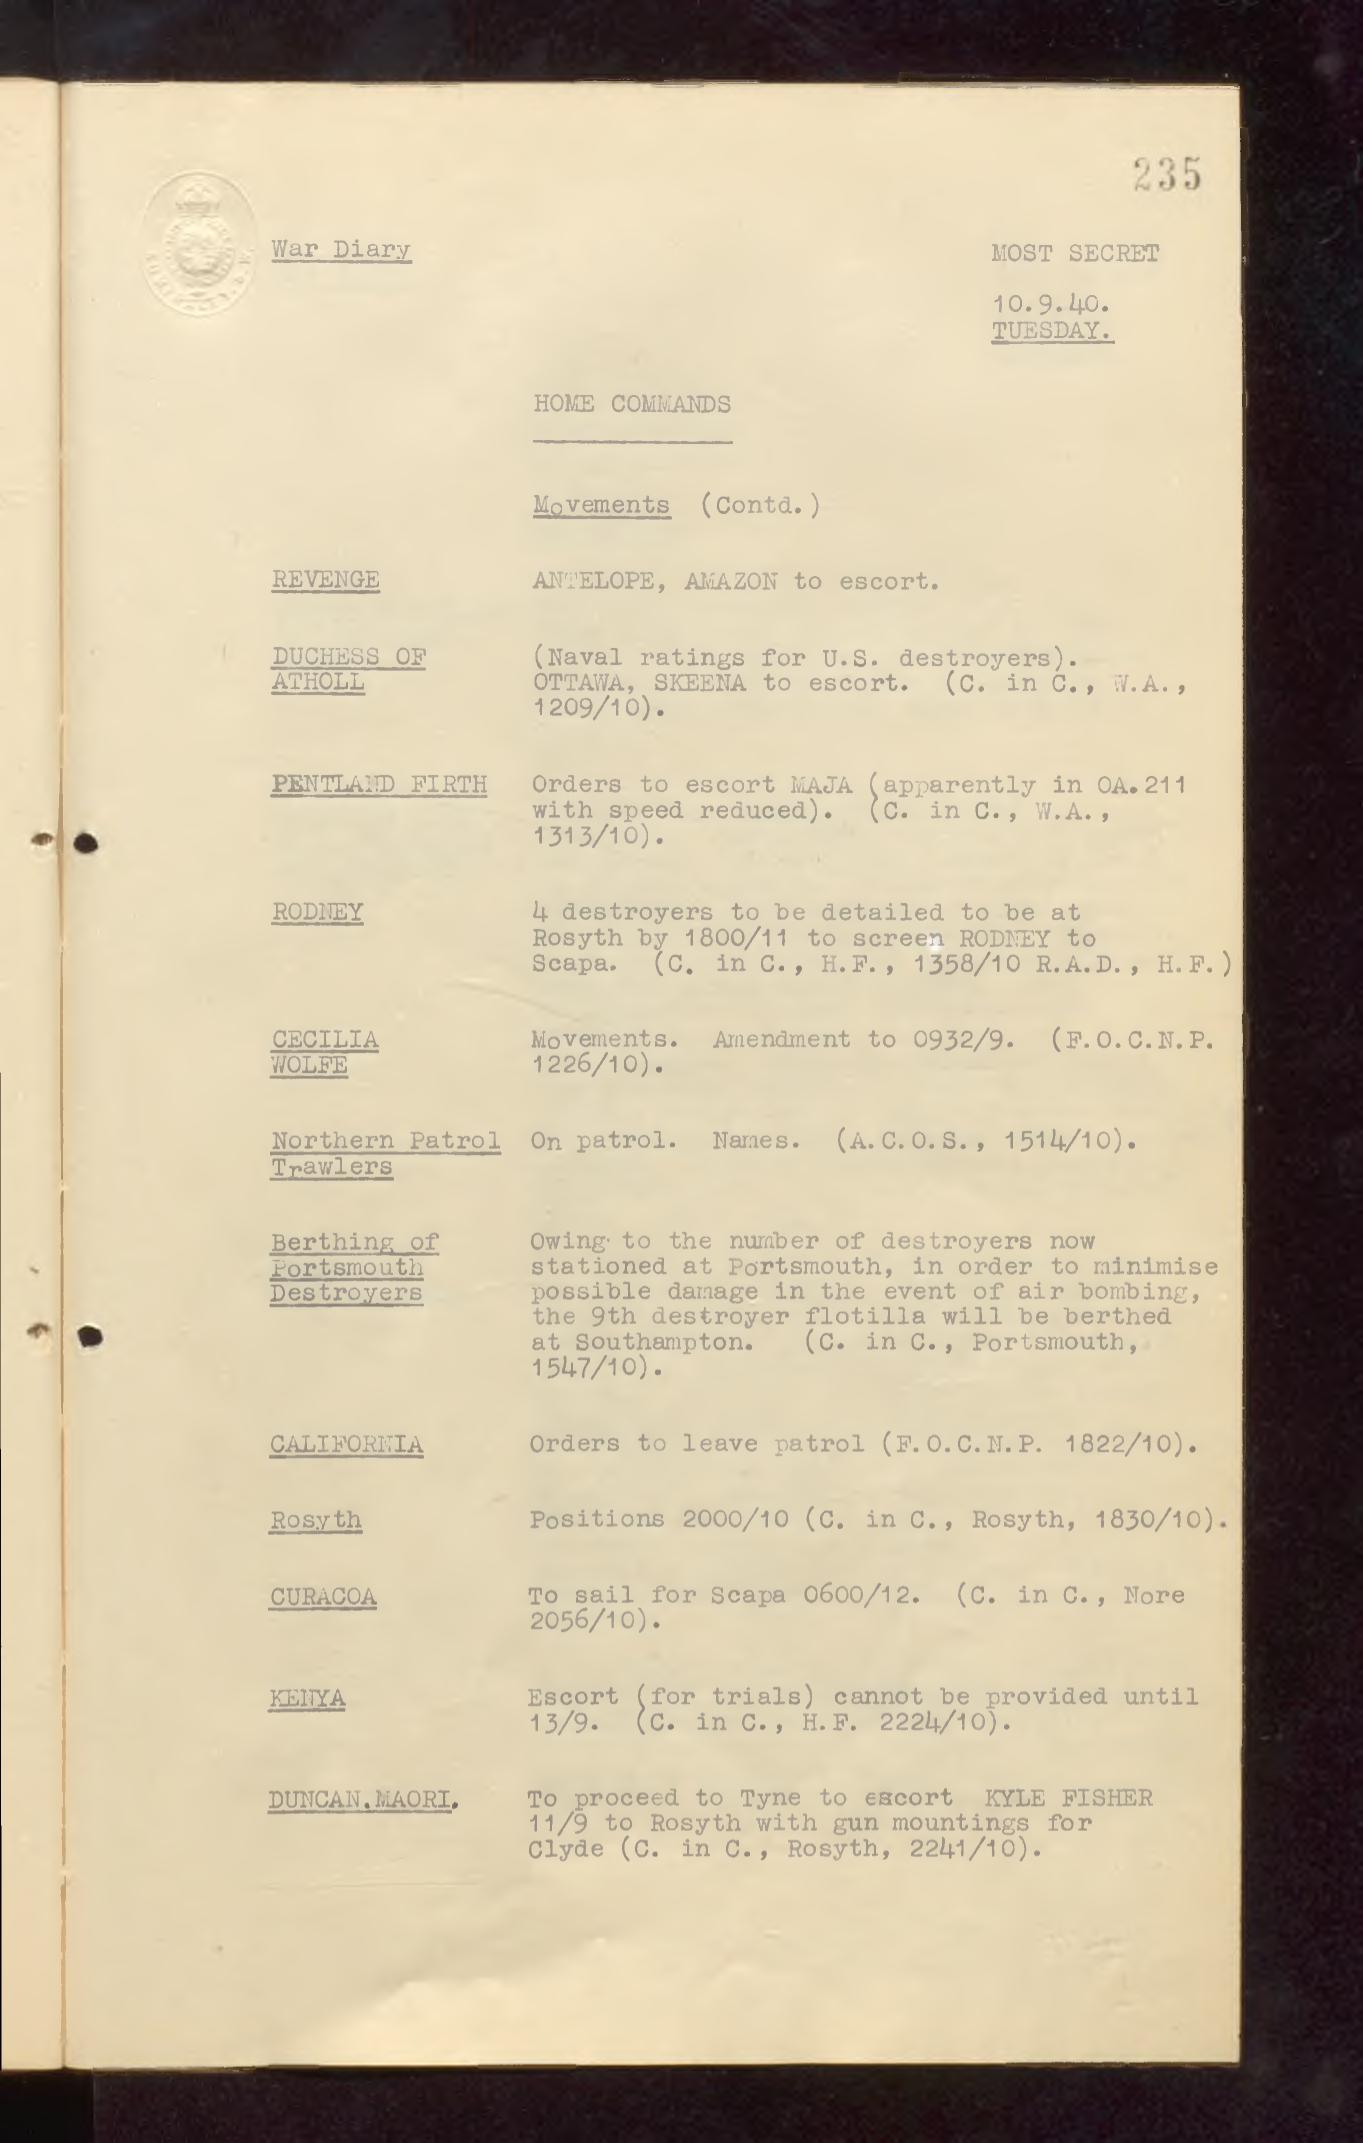 235
War Diary
MOST SECRET
10.9.40.
TUESDAY.
HOME COMMANDS
Movements (Contd.)
REVENGE ANTELOPE, AMAZON to escort.
DUCHESS OF (Naval ratings for U.S. destroyers).
ATHOLL OTTAWA, SKEENA to escort. (C. in C., W.A.,
1209/10).
PENTLAND FIRTH Orders to escort MAJA (apparently in OA.211
with speed reduced). (C. in C., W.A.,
1313/10).
RODNEY 4 destroyers to be detailed to be at
Rosyth by 1800/11 to screen RODNEY to
Scapa. (C. in C., H.F., 1358/10 R.A.D., H.F.)
CECILIA Movements. Amendment to 0932/9. (F.O.C.N.P.
WOLFE 1226/10).
Northern Patrol On patrol. Names. (A.C.O.S., 1514/10).
Trawlers
Berthing of Owing to the number of destroyers now
Portsmouth stationed at Portsmouth, in order to minimise
Destroyers possible damage in the event of air bombing,
the 9th destroyer flotilla will be berthed
at Southampton. (C. in C., Portsmouth,
1547/10).
CALIFORNIA Orders to leave patrol (F.O.C.N.P. 1822/10).
Rosyth Positions 2000/10 (C. in C., Rosyth, 1830/10).
CURACOA To sail for Scapa 0600/12. (C. in C., Nore
2056/10).
KENYA Escort (for trials) cannot be provided until
13/9. (C. in C., H.F. 2224/10).
DUNCAN.MAORI. To proceed to Tyne to escort KYLE FISHER
11/9 to Rosyth with gun mountings for
Clyde (C. in C., Rosyth, 2241/10).